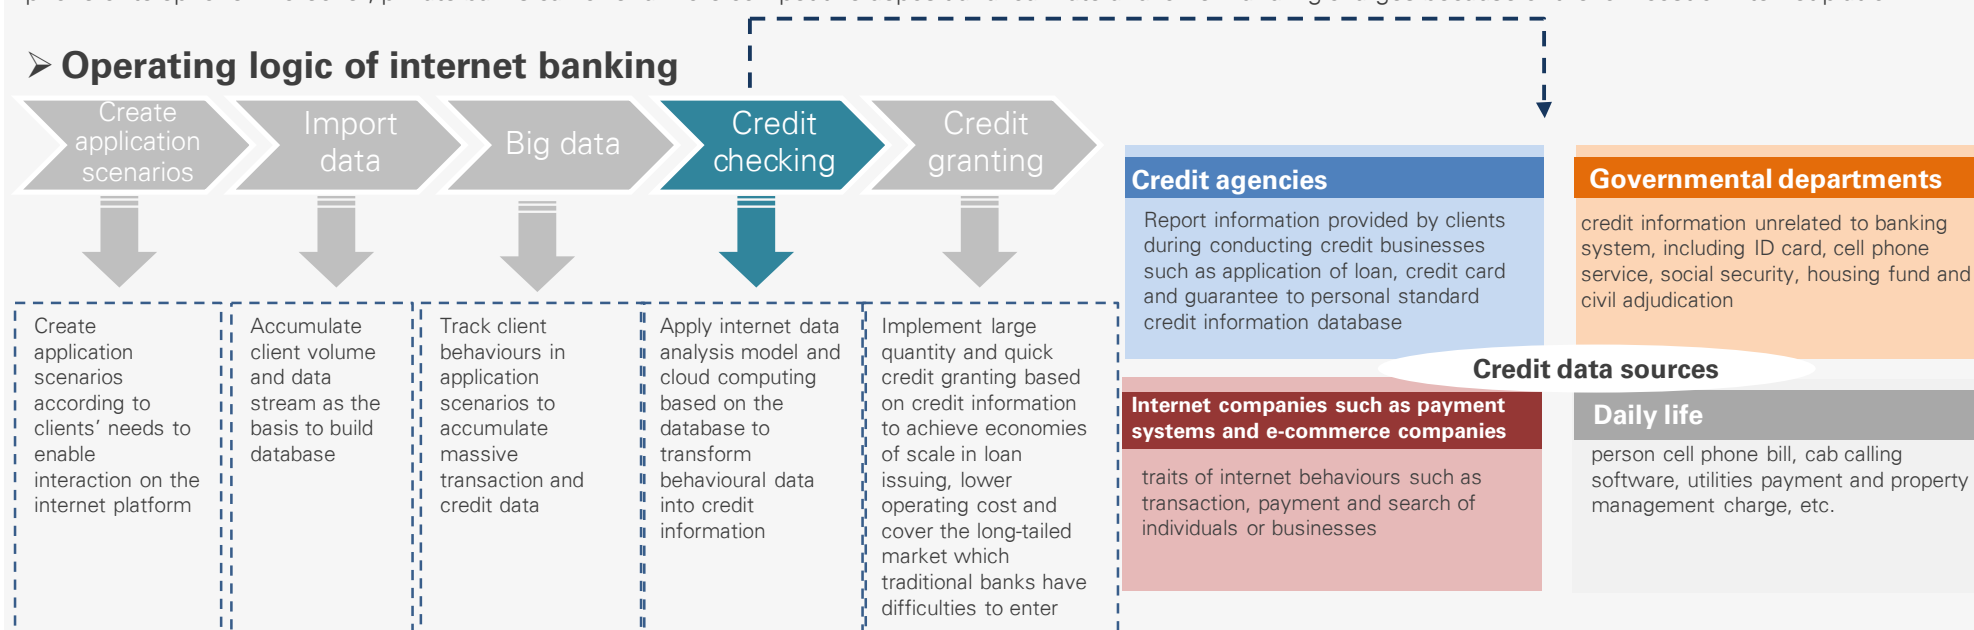 ➢ Operating logic of internet banking
Create
application
scenarios
Import
data
Big data
Credit
checking
Credit
granting
Create
application
scenarios
according to
clients’ needs to
enable
interaction on the
internet platform
Accumulate
client volume
and data
stream as the
basis to build
database
Track client
behaviours in
application
scenarios to
accumulate
massive
transaction and
credit data
Apply internet data
analysis model and
cloud computing
based on the
database to
transform
behavioural data
into credit
information
Implement large
quantity and quick
credit granting based
on credit information
to achieve economies
of scale in loan
issuing, lower
operating cost and
cover the long-tailed
market which
traditional banks have
difficulties to enter
Credit agencies
Report information provided by clients
during conducting credit businesses
such as application of loan, credit card
and guarantee to personal standard
credit information database
Governmental departments
credit information unrelated to banking
system, including ID card, cell phone
service, social security, housing fund and
civil adjudication
Credit data sources
Internet companies such as payment
systems and e-commerce companies
traits of internet behaviours such as
transaction, payment and search of
individuals or businesses
Daily life
person cell phone bill, cab calling
software, utilities payment and property
management charge, etc.